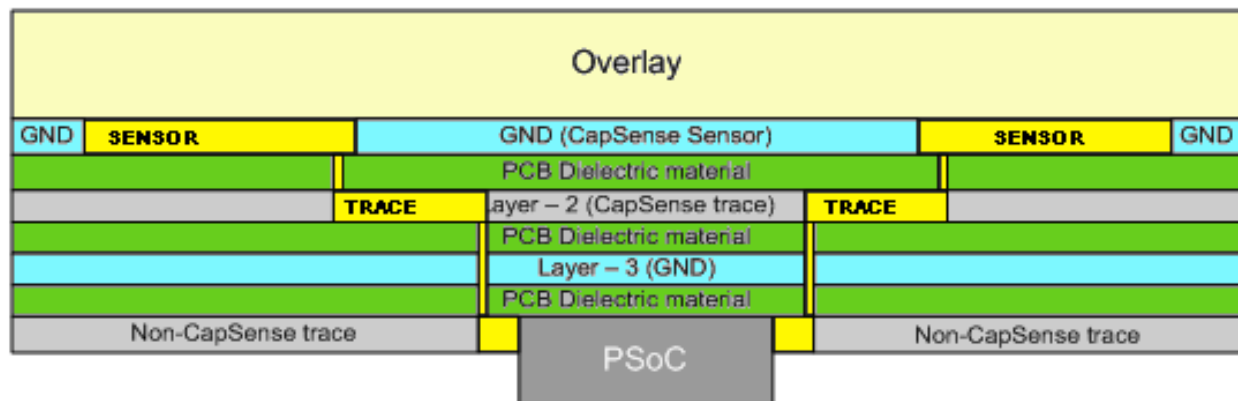 Overlay
GND SENSOR GND (CapSense Sensor) SENSOR GND
PCB Dielectric material
TRACE Layer – 2 (CapSense trace) TRACE
PCB Dielectric material
Layer – 3 (GND)
PCB Dielectric material
Non-CapSense trace PSoC Non-CapSense trace